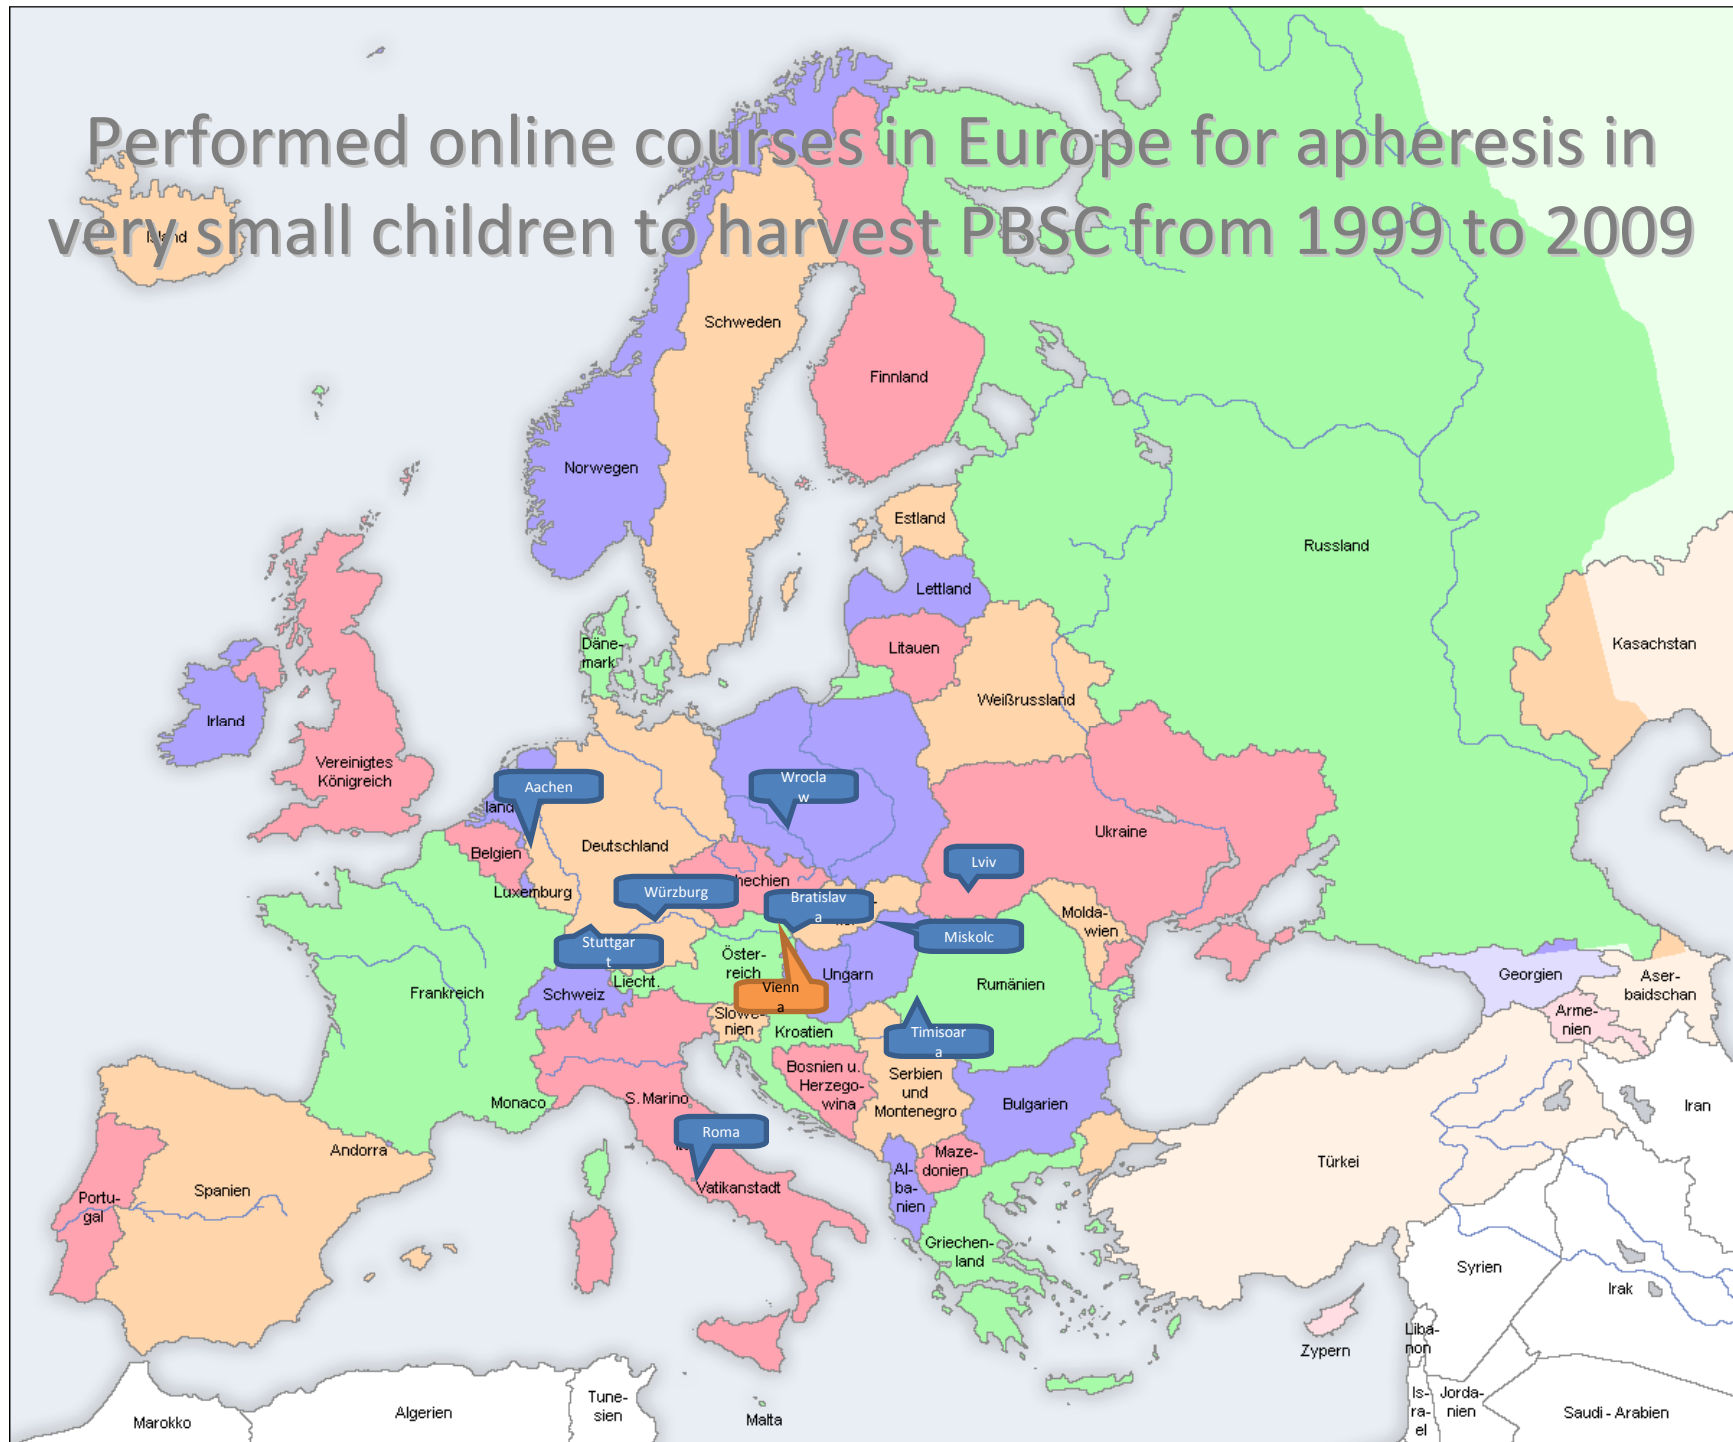 Performed online courses in Europe for apheresis in
very small children to harvest PBSC from 1999 to 2009
Island
Schweden
Finnland
Norwegen
Estland
Russland
Lettland
Däne-
mark
Litauen
Kasachstan
Weißrussland
Irland
Vereinigtes
Königreich
Aachen
land
Wrocla
w
Ukraine
Belgien
Deutschland
Lviv
Luxemburg
Würzburg
hechien
Bratislav
a
Moldau-
wien
Stuttgar
t
Miskolc
Öster-
reich
Ungarn
Liecht.
Schweiz
Frankreich
Vienn
a
Rumänien
Georgien
Aser-
baidschan
Arme-
nien
Slowe-
nien
Kroatien
Timisoar
a
Bosnien u.
Herzego-
wina
Serbien
und
Montenegro
Monaco
S. Marino
Bulgarien
Iran
Roma
Andorra
Türkei
Maze-
donien
Al-
ba-
nien
Vatikanstadt
Portu-
gal
Spanien
Griechen-
land
Syrien
Irak
Liba-
non
Zypern
Is-
ra-
el
Jorda-
nien
Saudi - Arabien
Marokko
Algerien
Tune-
sien
Malta